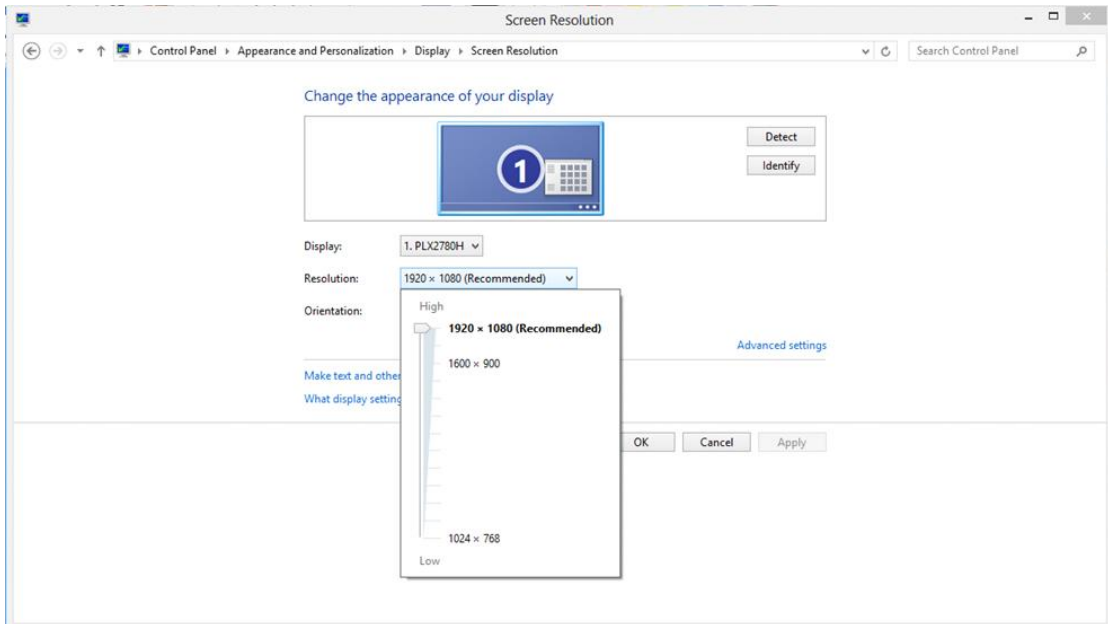 Screen Resolution
Control Panel Appearance and Personalization Display Screen Resolution
Search Control Panel
Change the appearance of your display
1
Detect
Identify
Display: 1. PLX2780H
Resolution: 1920 × 1080 (Recommended)
Orientation:
High
1920 × 1080 (Recommended)
1600 × 900
1024 × 768
Low
Advanced settings
Make text and other
What display setting
OK Cancel Apply